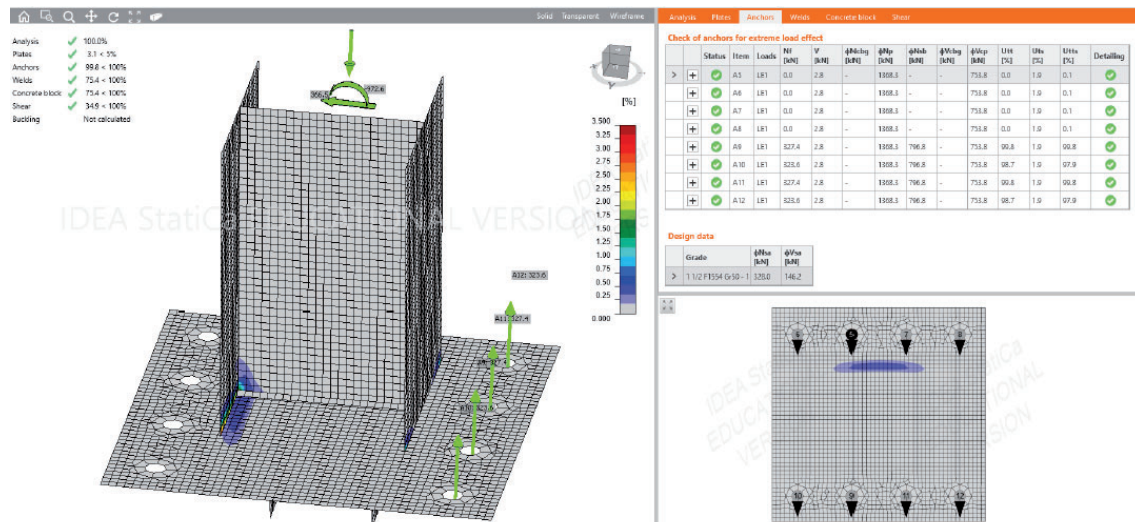 Solid Transparent Wireframe
Analysis 100.0%
Plates 3.1 < 5%
Anchors 99.8 < 100%
Welds 75.4 < 100%
Concrete block 75.4 < 100%
Shear 34.9 < 100%
Buckling Not calculated
[%]
3.500
3.25
3.00
2.75
2.50
2.25
2.00
1.75
1.50
1.25
1.00
0.75
0.50
0.25
0.000
IDEA StatiCa EDUCATIONAL VERSION
A12: 323.6
A11: 327.4
Analysis Plates Anchors Welds Concrete block Shear
Check of anchors for extreme load effect
Status Item Loads Nf [kN] V [kN] ϕNcbg [kN] ϕNp [kN] ϕNsb [kN] ϕVcbg [kN] ϕVcp [kN] Utt [%] Uts [%] Utts [%] Detailing
> + A5 LE1 0.0 2.8 - 1368.3 - - 753.8 0.0 1.9 0.1
+ A6 LE1 0.0 2.8 - 1368.3 - - 753.8 0.0 1.9 0.1
+ A7 LE1 0.0 2.8 - 1368.3 - - 753.8 0.0 1.9 0.1
+ A8 LE1 0.0 2.8 - 1368.3 - - 753.8 0.0 1.9 0.1
+ A9 LE1 327.4 2.8 - 1368.3 796.8 - 753.8 99.8 1.9 99.8
+ A10 LE1 323.6 2.8 - 1368.3 796.8 - 753.8 98.7 1.9 97.9
+ A11 LE1 327.4 2.8 - 1368.3 796.8 - 753.8 99.8 1.9 99.8
+ A12 LE1 323.6 2.8 - 1368.3 796.8 - 753.8 98.7 1.9 97.9
Design data
Grade ϕNsa [kN] ϕVsa [kN]
> 1 1/2 F1554 Gr50 - 1 328.0 146.2
7 8
IDEA StatiCa
EDUCATIONAL
VERSION
10 9 11 12